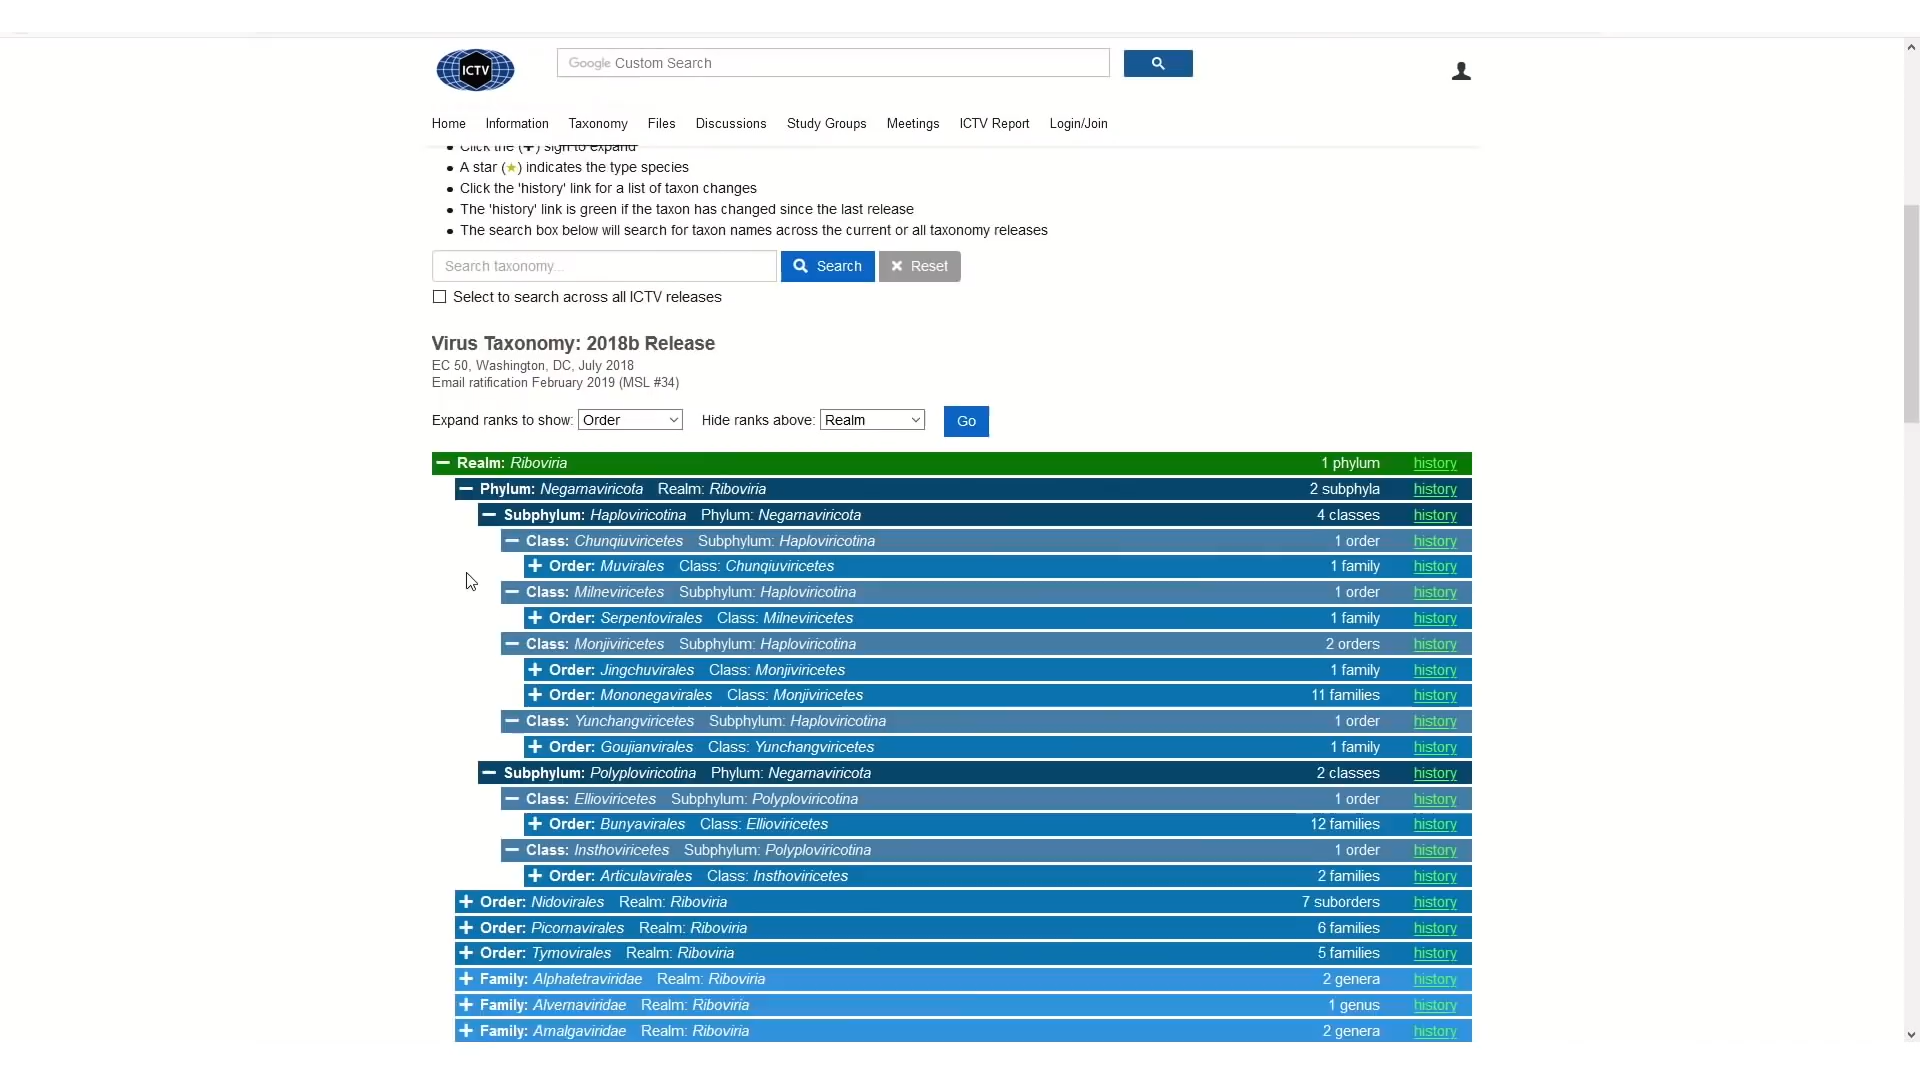 ICTV
Google Custom Search
Home Information Taxonomy Files Discussions Study Groups Meetings ICTV Report Login/Join
Click the (+) sign to expand
A star (★) indicates the type species
Click the 'history' link for a list of taxon changes
The 'history' link is green if the taxon has changed since the last release
The search box below will search for taxon names across the current or all taxonomy releases
Search taxonomy... Search Reset
Select to search across all ICTV releases
Virus Taxonomy: 2018b Release
EC 50, Washington, DC, July 2018
Email ratification February 2019 (MSL #34)
Expand ranks to show: Order Hide ranks above: Realm Go
Realm: Riboviria 1 phylum history
Phylum: Negarnaviricota Realm: Riboviria 2 subphyla history
Subphylum: Haploviricotina Phylum: Negarnaviricota 4 classes history
Class: Chunqiuviricetes Subphylum: Haploviricotina 1 order history
Order: Muvirales Class: Chunqiuviricetes 1 family history
Class: Milneviricetes Subphylum: Haploviricotina 1 order history
Order: Serpentovirales Class: Milneviricetes 1 family history
Class: Monjiviricetes Subphylum: Haploviricotina 2 orders history
Order: Jingchuvirales Class: Monjiviricetes 1 family history
Order: Mononegavirales Class: Monjiviricetes 11 families history
Class: Yunchangviricetes Subphylum: Haploviricotina 1 order history
Order: Goujianvirales Class: Yunchangviricetes 1 family history
Subphylum: Polyploviricotina Phylum: Negarnaviricota 2 classes history
Class: Ellioviricetes Subphylum: Polyploviricotina 1 order history
Order: Bunyavirales Class: Ellioviricetes 12 families history
Class: Insthoviricetes Subphylum: Polyploviricotina 1 order history
Order: Articulavirales Class: Insthoviricetes 2 families history
Order: Nidovirales Realm: Riboviria 7 suborders history
Order: Picornavirales Realm: Riboviria 6 families history
Order: Tymovirales Realm: Riboviria 5 families history
Family: Alphatetraviridae Realm: Riboviria 2 genera history
Family: Alvernaviridae Realm: Riboviria 1 genus history
Family: Amalgaviridae Realm: Riboviria 2 genera history